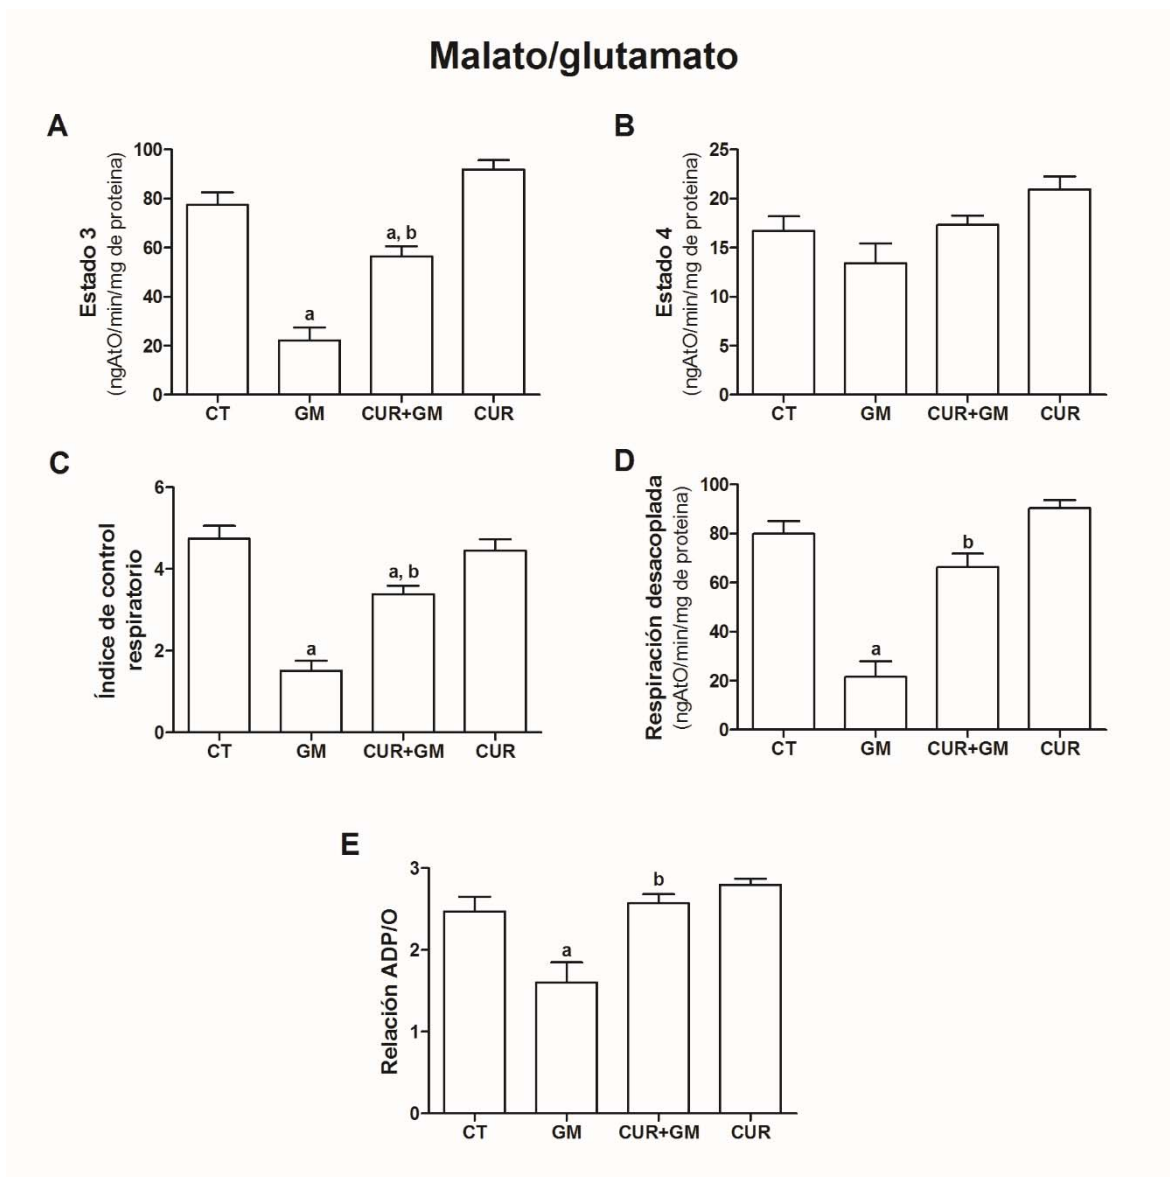 Malato/glutamato
A
Estado 3
(ngAtO/min/mg de proteina)
100
80
60
40
20
0
a
a, b
CT GM CUR+GM CUR
B
Estado 4
(ngAtO/min/mg de proteina)
25
20
15
10
5
0
CT GM CUR+GM CUR
C
Índice de control
respiratorio
6
4
2
0
a
a, b
CT GM CUR+GM CUR
D
Respiración desacoplada
(ngAtO/min/mg de proteina)
100
80
60
40
20
0
a
b
CT GM CUR+GM CUR
E
Relación ADP/O
3
2
1
0
a
b
CT GM CUR+GM CUR